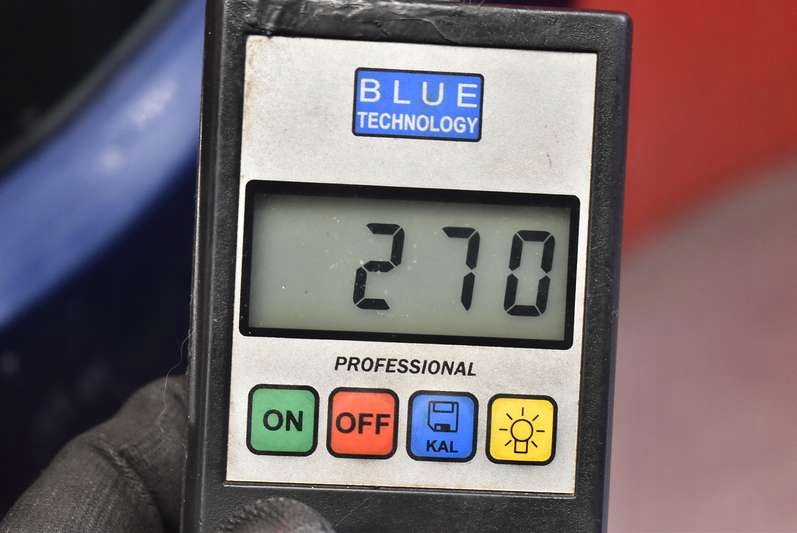 BLUE
TECHNOLOGY
270
PROFESSIONAL
ON OFF KAL